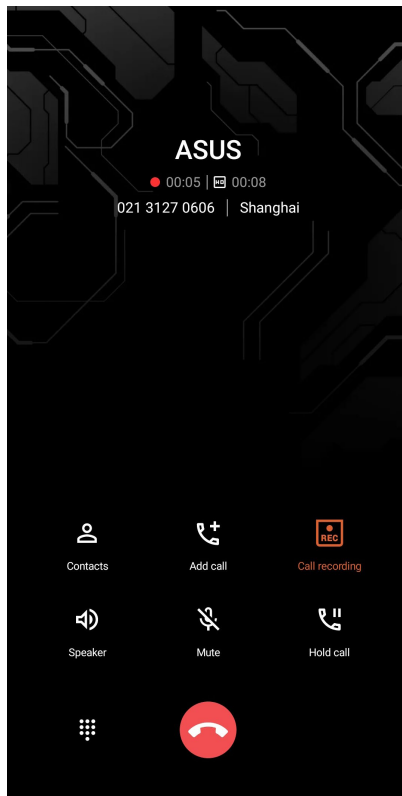 ASUS
00:05 | HD 00:08
021 3127 0606 | Shanghai
Contacts Add call REC Call recording
Speaker Mute Hold call